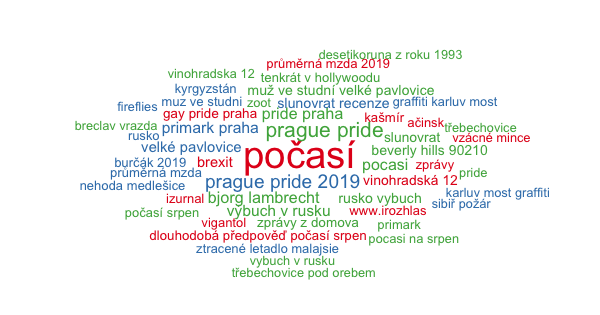 desetikoruna z roku 1993
průměrná mzda 2019
vinohradska 12
tenkrát v hollywoodu
kyrgyzstán
muž ve studni velké pavlovice
fireflies
muz ve studni
zoot
slunovrat recenze
graffiti karluv most
gay pride praha
pride praha
kašmír
ačinsk
breclav vrazda
rusko
primark praha
prague pride
slunovrat
třebechovice
vzácné mince
velké pavlovice
počasí
beverly hills 90210
burčák 2019
brexit
pocasi
zprávy
průměrná mzda
pride
nehoda medlešice
prague pride 2019
vinohradská 12
karluv most graffiti
izurnal
bjorg lambrecht
rusko vybuch
sibiř požár
počasí srpen
výbuch v rusku
www.irozhlas
vigantol
zprávy z domova
primark
dlouhodobá předpověď počasí srpen
pocasi na srpen
ztracené letadlo malajsie
vybuch v rusku
třebechovice pod orebem